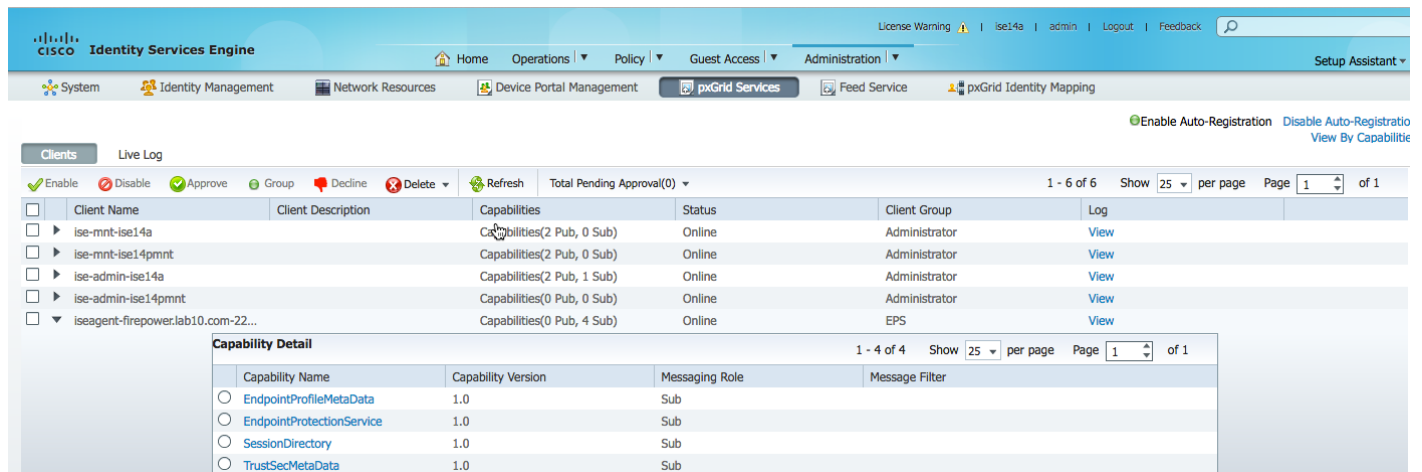 License Warning | ise14a | admin | Logout | Feedback
cisco Identity Services Engine
Home Operations | Policy | Guest Access | Administration |
Setup Assistant
System Identity Management Network Resources Device Portal Management pxGrid Services Feed Service pxGrid Identity Mapping
Enable Auto-Registration Disable Auto-Registratio
View By Capabilitie
Clients Live Log
Enable Disable Approve Group Decline Delete Refresh Total Pending Approval(0) 1 - 6 of 6 Show 25 per page Page 1 of 1
Client Name Client Description Capabilities Status Client Group Log
ise-mnt-ise14a Capabilities(2 Pub, 0 Sub) Online Administrator View
ise-mnt-ise14pmnt Capabilities(2 Pub, 0 Sub) Online Administrator View
ise-admin-ise14a Capabilities(2 Pub, 1 Sub) Online Administrator View
ise-admin-ise14pmnt Capabilities(0 Pub, 0 Sub) Online Administrator View
iseagent-firepower.lab10.com-22... Capabilities(0 Pub, 4 Sub) Online EPS View
Capability Detail 1 - 4 of 4 Show 25 per page Page 1 of 1
Capability Name Capability Version Messaging Role Message Filter
EndpointProfileMetaData 1.0 Sub
EndpointProtectionService 1.0 Sub
SessionDirectory 1.0 Sub
TrustSecMetaData 1.0 Sub